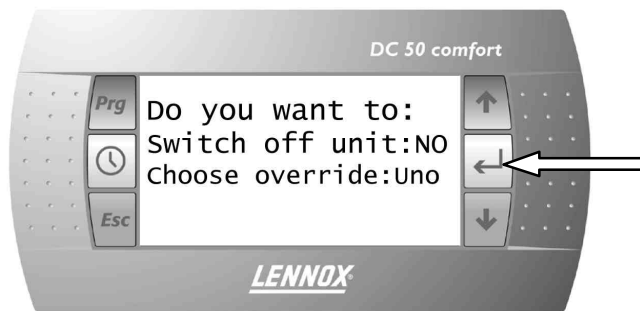 DC 50 comfort
Prg
Do you want to:
Switch off unit:NO
Choose override:Uno
Esc
LENNOX